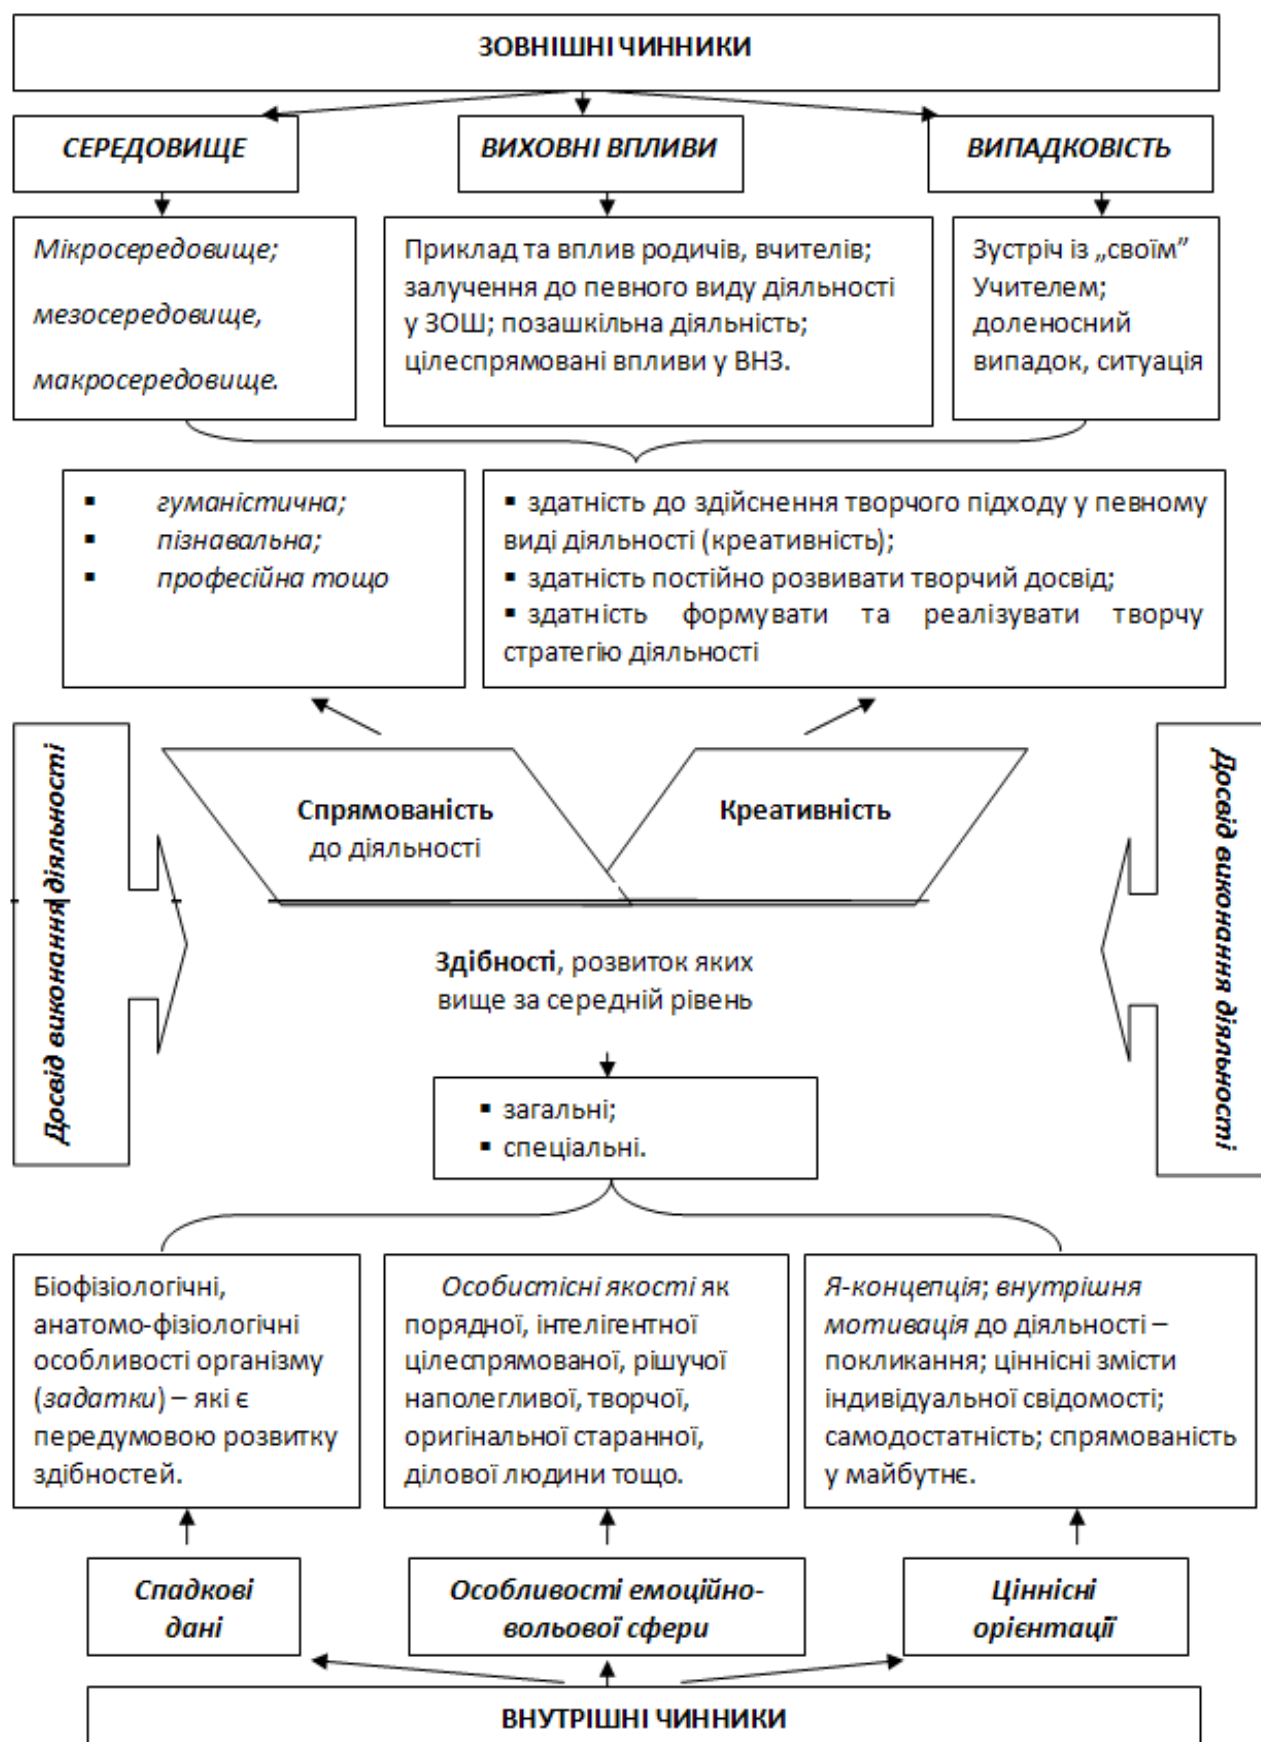 ЗОВНІШНІ ЧИННИКИ
СЕРЕДОВИЩЕ
ВИХОВНІ ВПЛИВИ
ВИПАДКОВІСТЬ
Мікросередовище;
мезосередовище,
макросередовище.
Приклад та вплив родичів, вчителів;
залучення до певного виду діяльності
у ЗОШ; позашкільна діяльність;
цілеспрямовані впливи у ВНЗ.
Зустріч із „своїм”
Учителем;
доленосний
випадок, ситуація
▪ гуманістична;
▪ пізнавальна;
▪ професійна тощо
▪ здатність до здійснення творчого підходу у певному
виді діяльності (креативність);
▪ здатність постійно розвивати творчий досвід;
▪ здатність формувати та реалізувати творчу
стратегію діяльності
Досвід виконання діяльності
Спрямованість
до діяльності
Креативність
Досвід виконання діяльності
Здібності, розвиток яких
вище за середній рівень
▪ загальні;
▪ спеціальні.
Біофізіологічні,
анатомо-фізіологічні
особливості організму
(задатки) – які є
передумовою розвитку
здібностей.
Особистісні якості як
порядної, інтелігентної
цілеспрямованої, рішучої
наполегливої, творчої,
оригінальної старанної,
ділової людини тощо.
Я-концепція; внутрішня
мотивація до діяльності –
покликання; ціннісні змісти
індивідуальної свідомості;
самодостатність; спрямованість
у майбутнє.
Спадкові
дані
Особливості емоційно-
вольової сфери
Ціннісні
орієнтації
ВНУТРІШНІ ЧИННИКИ